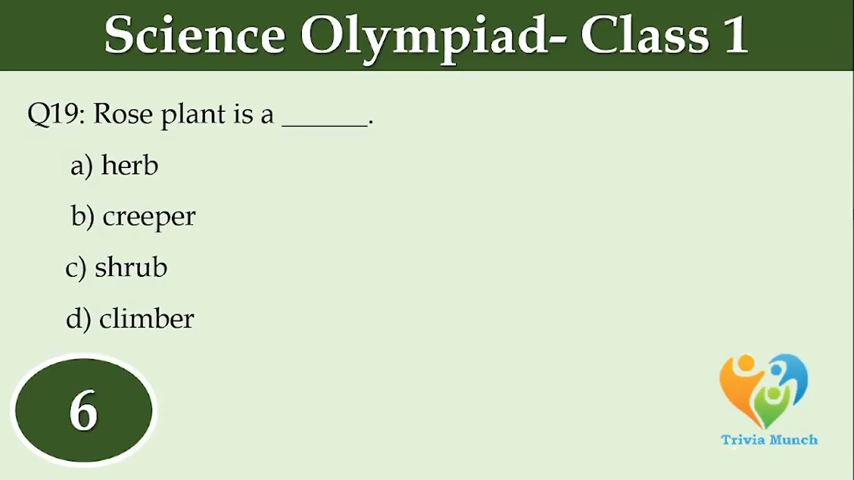 Science Olympiad- Class 1
Q19: Rose plant is a ______.
a) herb
b) creeper
c) shrub
d) climber
6
Trivia Munch